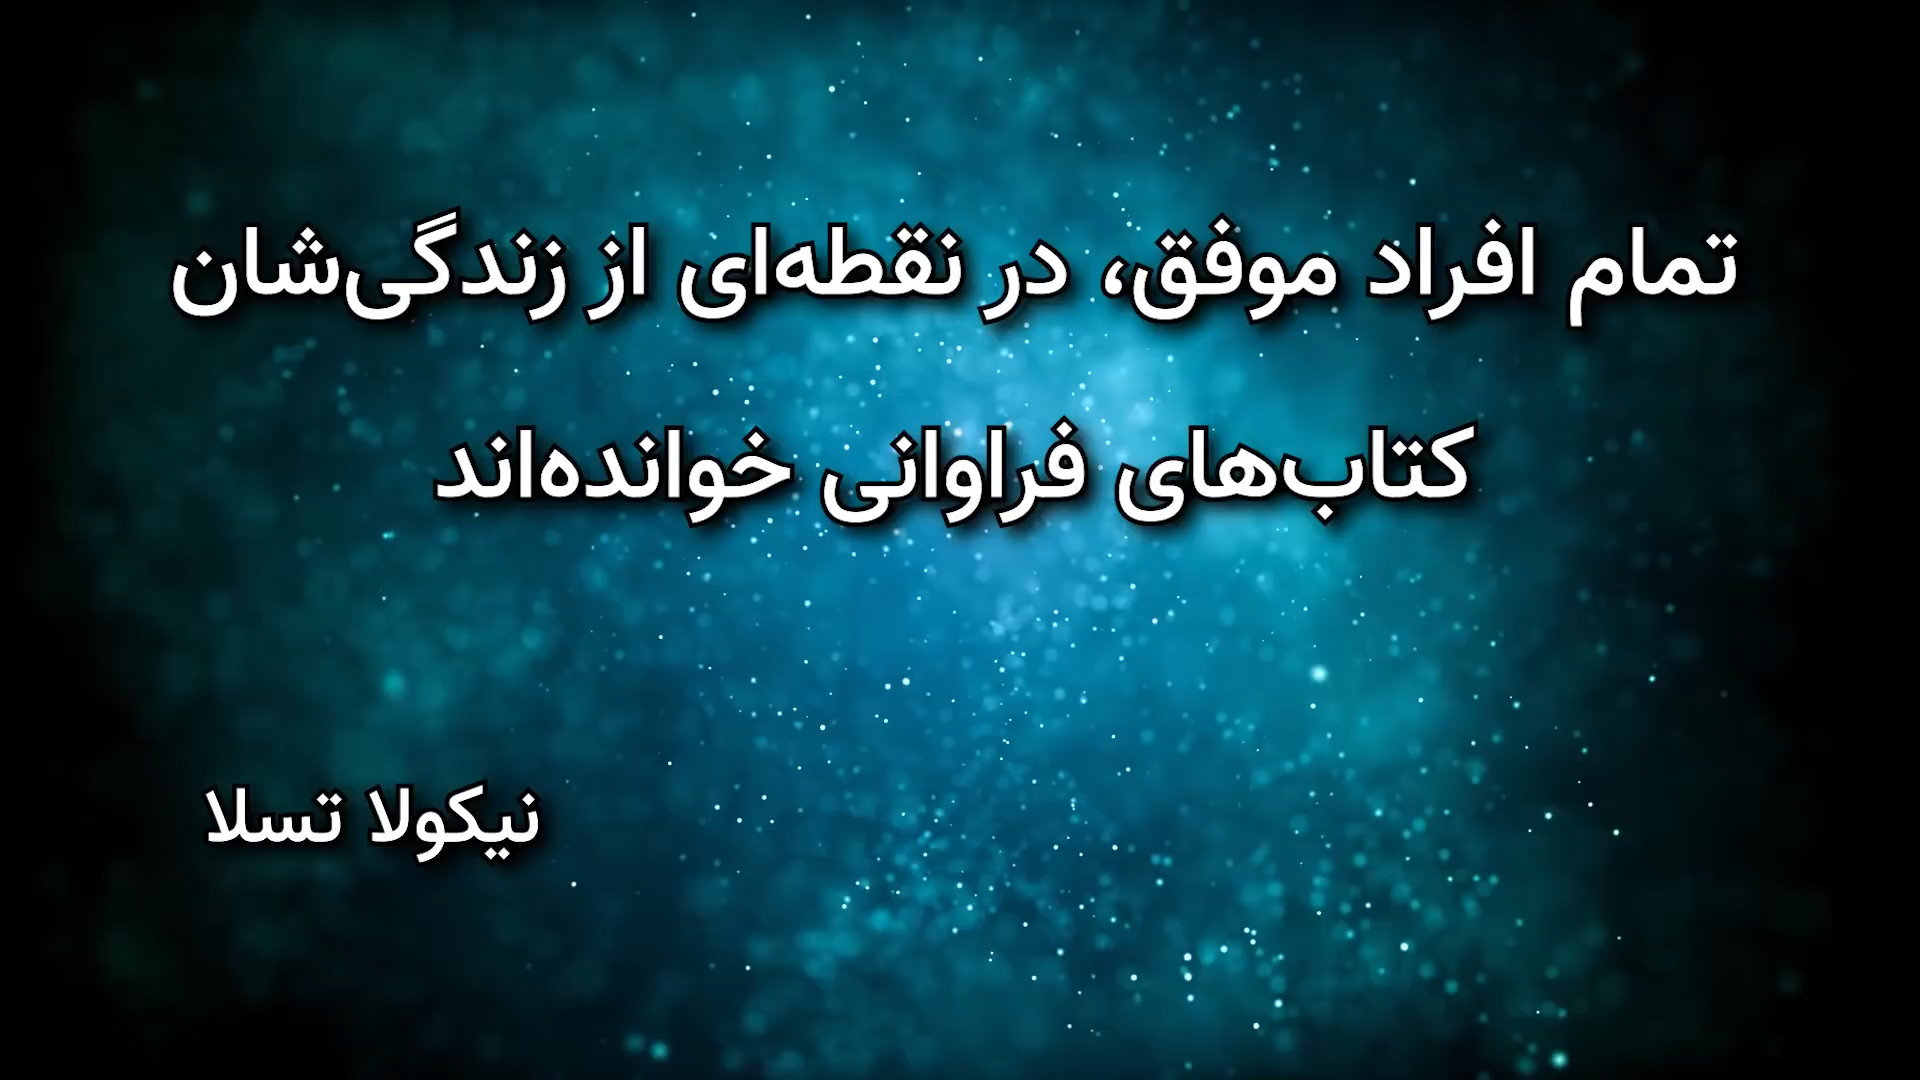 تمام افراد موفق، در نقطه‌ای از زندگی‌شان
کتاب‌های فراوانی خوانده‌اند
نیکولا تسلا